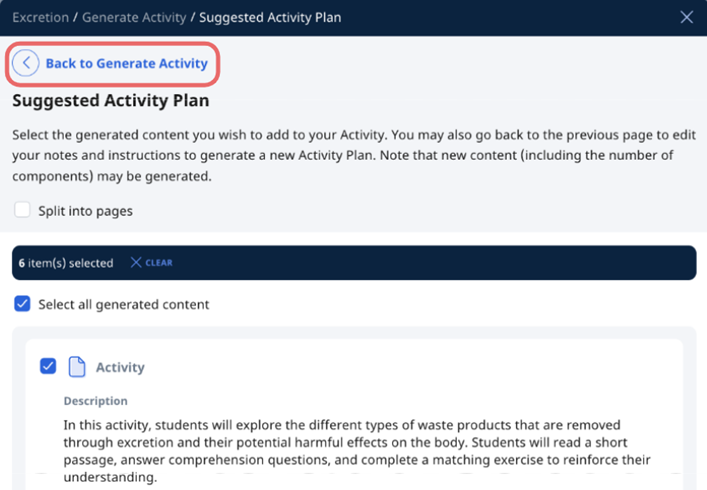 Excretion / Generate Activity / Suggested Activity Plan
Back to Generate Activity
Suggested Activity Plan
Select the generated content you wish to add to your Activity. You may also go back to the previous page to edit
your notes and instructions to generate a new Activity Plan. Note that new content (including the number of
components) may be generated.
Split into pages
6 item(s) selected CLEAR
Select all generated content
Activity
Description
In this activity, students will explore the different types of waste products that are removed
through excretion and their potential harmful effects on the body. Students will read a short
passage, answer comprehension questions, and complete a matching exercise to reinforce their
understanding.